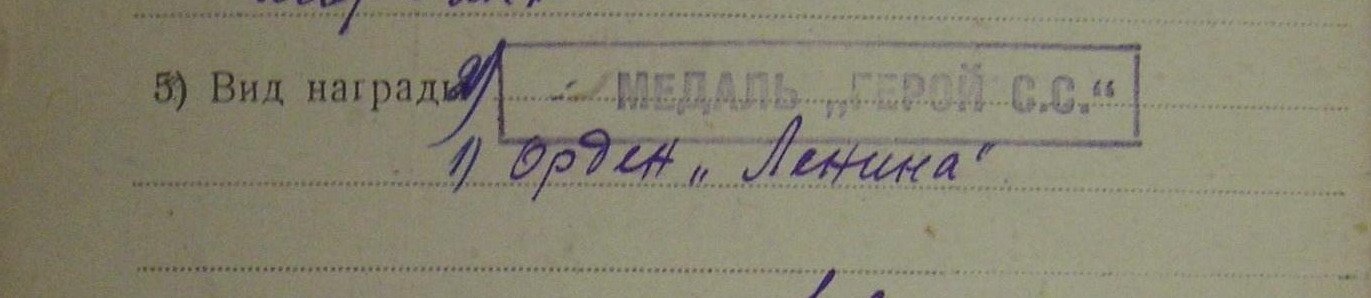 5) Вид награды 2) МЕДАЛЬ „ГЕРОЙ С.С.“
1) Орден „Ленина“